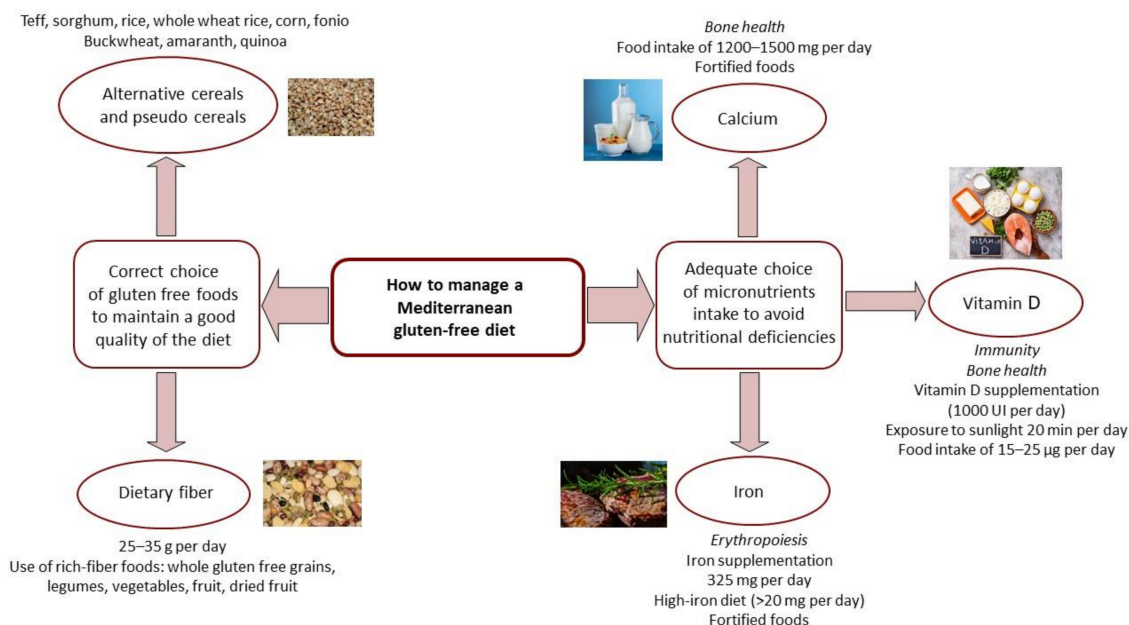 Teff, sorghum, rice, whole wheat rice, corn, fonio
Buckwheat, amaranth, quinoa
Alternative cereals
and pseudo cereals
Correct choice
of gluten free foods
to maintain a good
quality of the diet
Dietary fiber
25–35 g per day
Use of rich-fiber foods: whole gluten free grains,
legumes, vegetables, fruit, dried fruit
How to manage a
Mediterranean
gluten-free diet
Bone health
Food intake of 1200–1500 mg per day
Fortified foods
Calcium
Adequate choice
of micronutrients
intake to avoid
nutritional deficiencies
VITAMIN
D
Vitamin D
Immunity
Bone health
Vitamin D supplementation
(1000 UI per day)
Exposure to sunlight 20 min per day
Food intake of 15–25 µg per day
Iron
Erythropoiesis
Iron supplementation
325 mg per day
High-iron diet (>20 mg per day)
Fortified foods